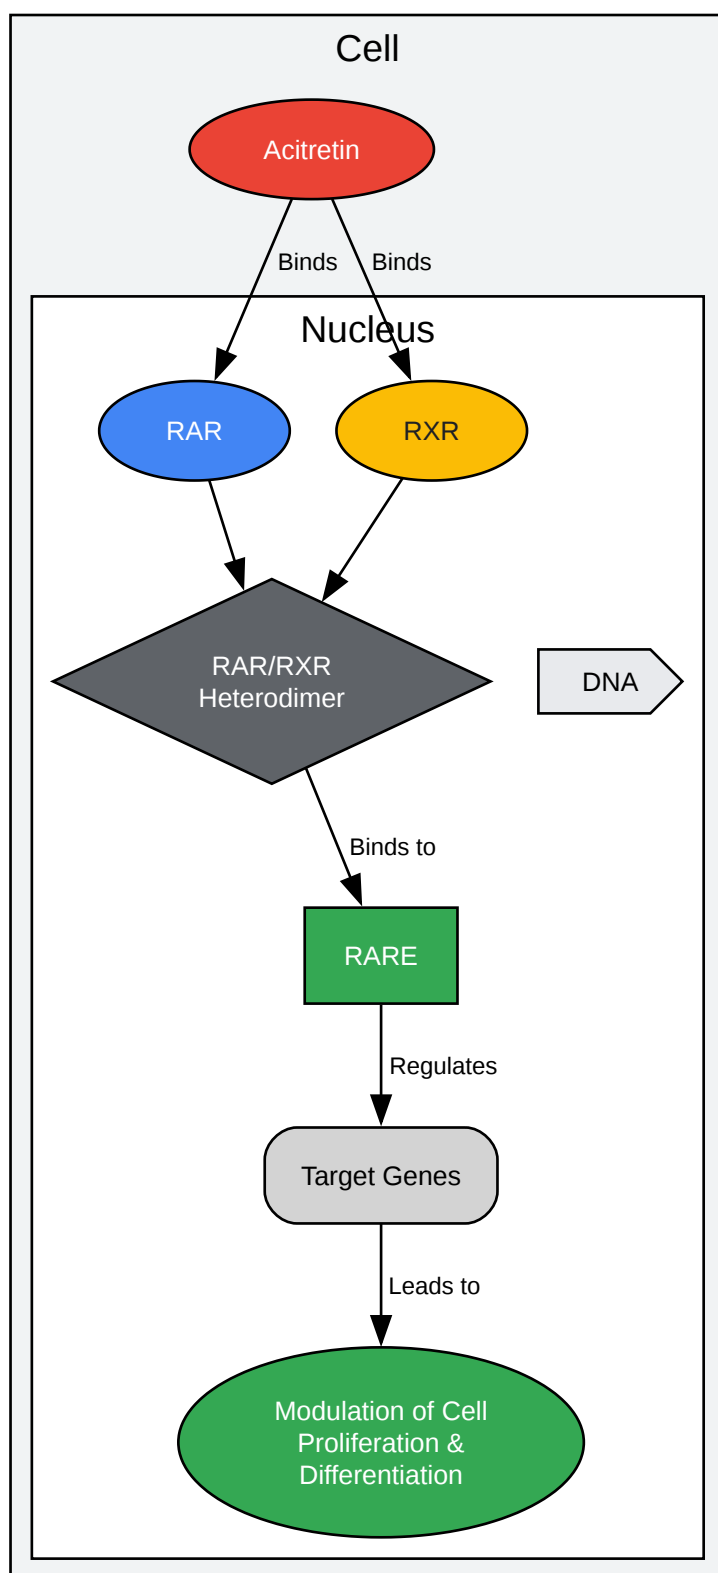 Cell
Acitretin
Binds
Binds
Nucleus
RAR
RXR
RAR/RXR
Heterodimer
DNA
Binds to
RARE
Regulates
Target Genes
Leads to
Modulation of Cell
Proliferation &
Differentiation